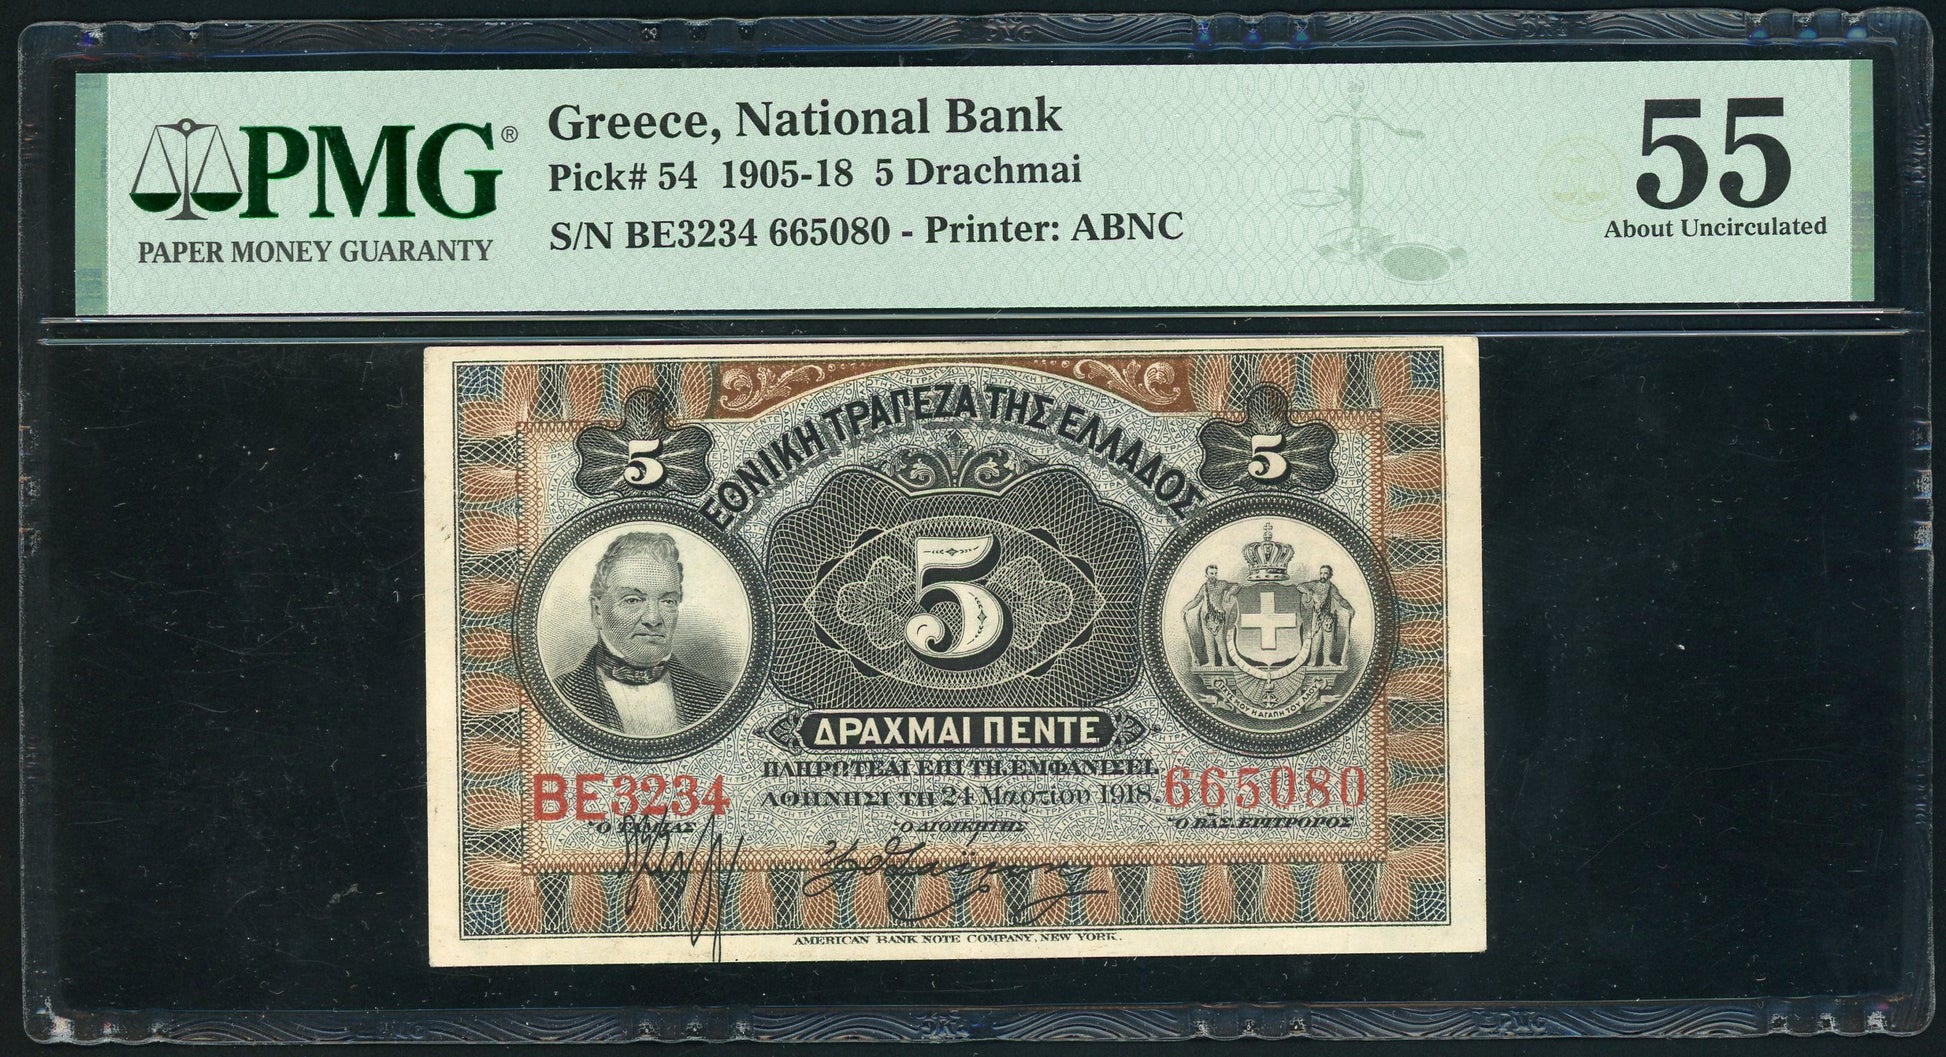 PMG®
PAPER MONEY GUARANTY
Greece, National Bank
Pick# 54 1905-18 5 Drachmai
S/N BE3234 665080 - Printer: ABNC
55
About Uncirculated
ΕΘΝΙΚΗ ΤΡΑΠΕΖΑ ΤΗΣ ΕΛΛΑΔΟΣ
5
5
5
ΔΡΑΧΜΑΙ ΠΕΝΤΕ
ΠΛΗΡΩΤΕΑΙ ΕΠΙ ΤΗ ΕΜΦΑΝΙΣΕΙ.
ΒΕ3234
ΑΘΗΝΗΣΙ ΤΗ 24 Μαρτίου 1918.
665080
Ὁ ΤΑΜΙΑΣ
Ὁ ΔΙΟΙΚΗΤΗΣ
Ὁ ΒΑΣ. ΕΠΙΤΡΟΠΟΣ
AMERICAN BANK NOTE COMPANY, NEW YORK.